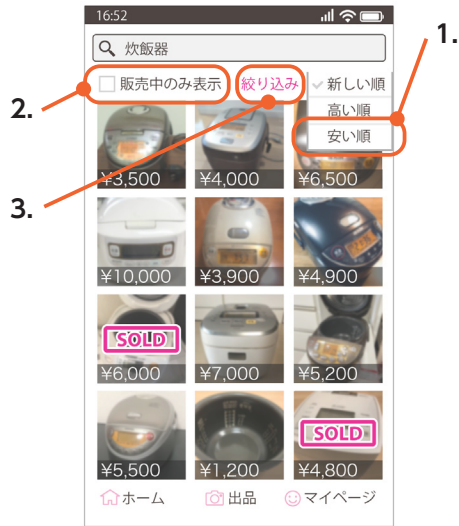 16:52
炊飯器
1.
2.
販売中のみ表示 絞り込み ✓新しい順
高い順
安い順
3.
¥3,500 ¥4,000 ¥6,500
¥10,000 ¥3,900 ¥4,900
SOLD
¥6,000 ¥7,000 ¥5,200
SOLD
¥5,500 ¥1,200 ¥4,800
ホーム 出品 マイページ